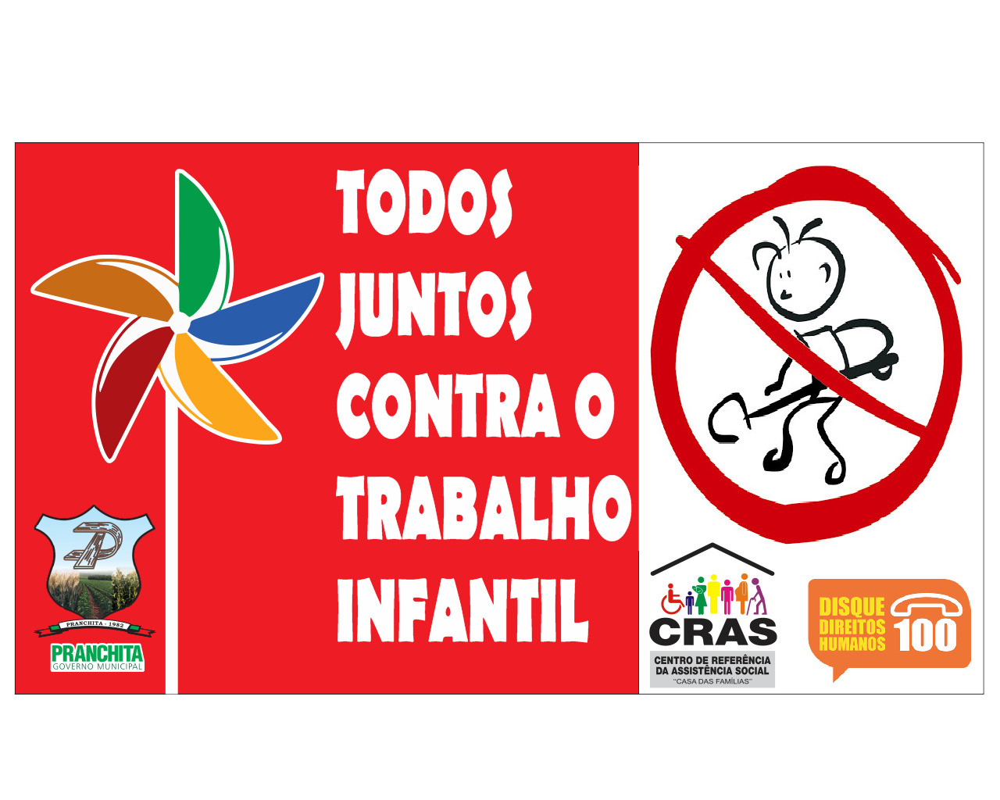 TODOS
JUNTOS
CONTRA O
TRABALHO
INFANTIL
PRANCHITA - 1982
PRANCHITA
GOVERNO MUNICIPAL
CRAS
CENTRO DE REFERÊNCIA
DA ASSISTÊNCIA SOCIAL
“CASA DAS FAMÍLIAS”
DISQUE
DIREITOS
HUMANOS
100